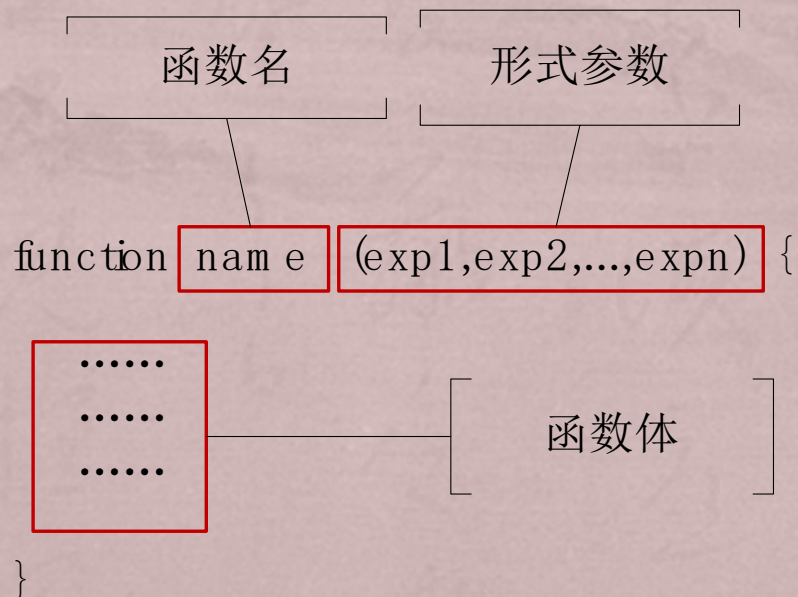 函数名
形式参数
function name (exp1,exp2,...,expn) {
......
......
函数体
......
}